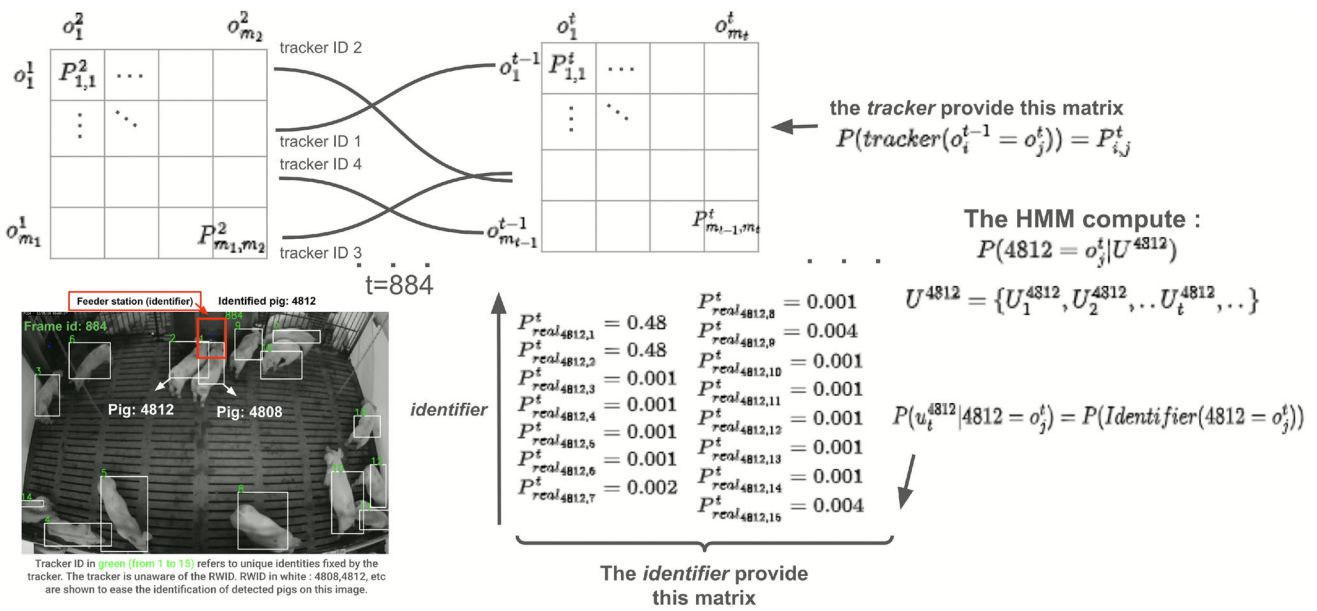 o_1^2 o_{m_2}^2
o_1^1 P_{1,1}^2 ...
o_{m_1}^1 P_{m_1,m_2}^2
tracker ID 2
tracker ID 1
tracker ID 4
tracker ID 3
o_1^t o_{m_t}^t
o_1^{t-1} P_{1,1}^t ...
o_{m_{t-1}}^{t-1} P_{m_{t-1},m_t}^t
the tracker provide this matrix
P(tracker(o_i^{t-1} = o_j^t)) = P_{i,j}^t
. . .
t=884
. . .
The HMM compute :
P(4812 = o_j^t|U^{4812})
U^{4812} = {U_1^{4812}, U_2^{4812}, .. U_t^{4812}, ..}
P(u_t^{4812}|4812 = o_j^t) = P(Identifier(4812 = o_j^t))
Feeder station (identifier)
Identified pig: 4812
Frame id: 884
884
6
2
9
3
Pig: 4812
Pig: 4808
5
8
14
4
Tracker ID in green (from 1 to 15) refers to unique identities fixed by the
tracker. The tracker is unaware of the RWID. RWID in white : 4808,4812, etc
are shown to ease the identification of detected pigs on this image.
identifier
P_{real_{4812,1}}^t = 0.48
P_{real_{4812,2}}^t = 0.48
P_{real_{4812,3}}^t = 0.001
P_{real_{4812,4}}^t = 0.001
P_{real_{4812,5}}^t = 0.001
P_{real_{4812,6}}^t = 0.001
P_{real_{4812,7}}^t = 0.002
P_{real_{4812,8}}^t = 0.001
P_{real_{4812,9}}^t = 0.004
P_{real_{4812,10}}^t = 0.001
P_{real_{4812,11}}^t = 0.001
P_{real_{4812,12}}^t = 0.001
P_{real_{4812,13}}^t = 0.001
P_{real_{4812,14}}^t = 0.001
P_{real_{4812,15}}^t = 0.004
The identifier provide
this matrix